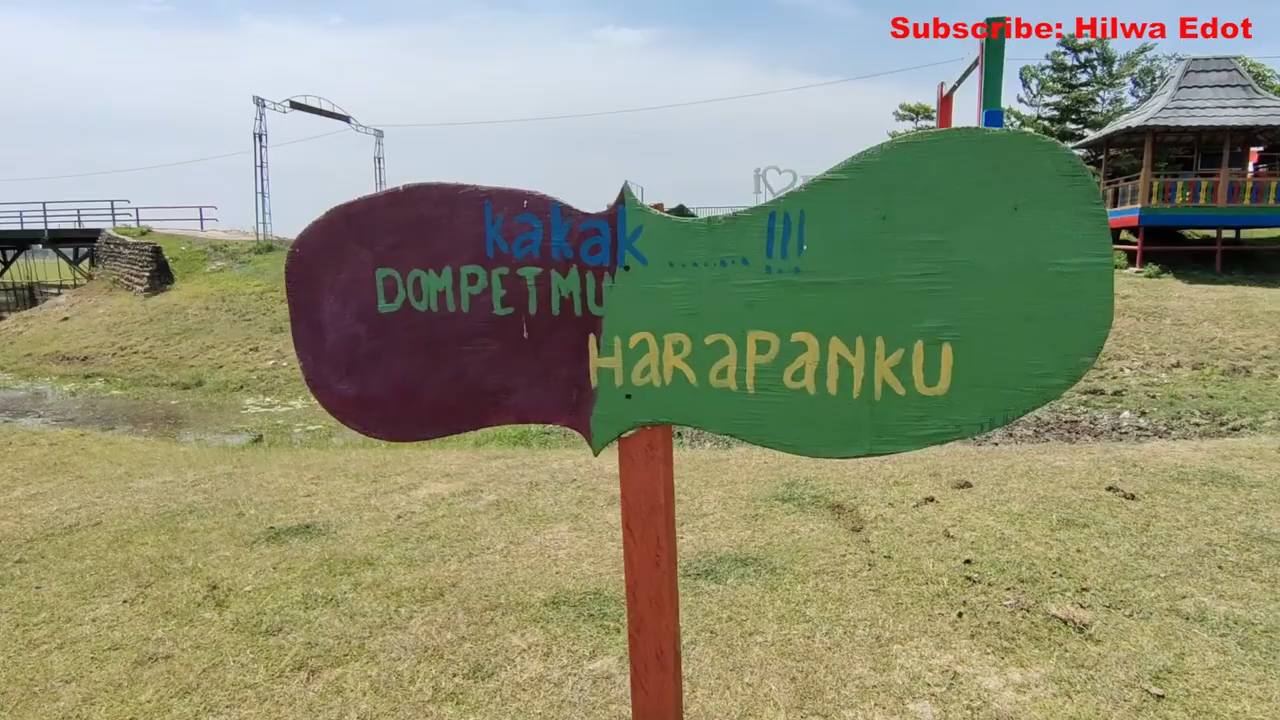 Subscribe: Hilwa Edot
I ♡
kakak ....... !!!
DOMPETMU
HARAPANKU